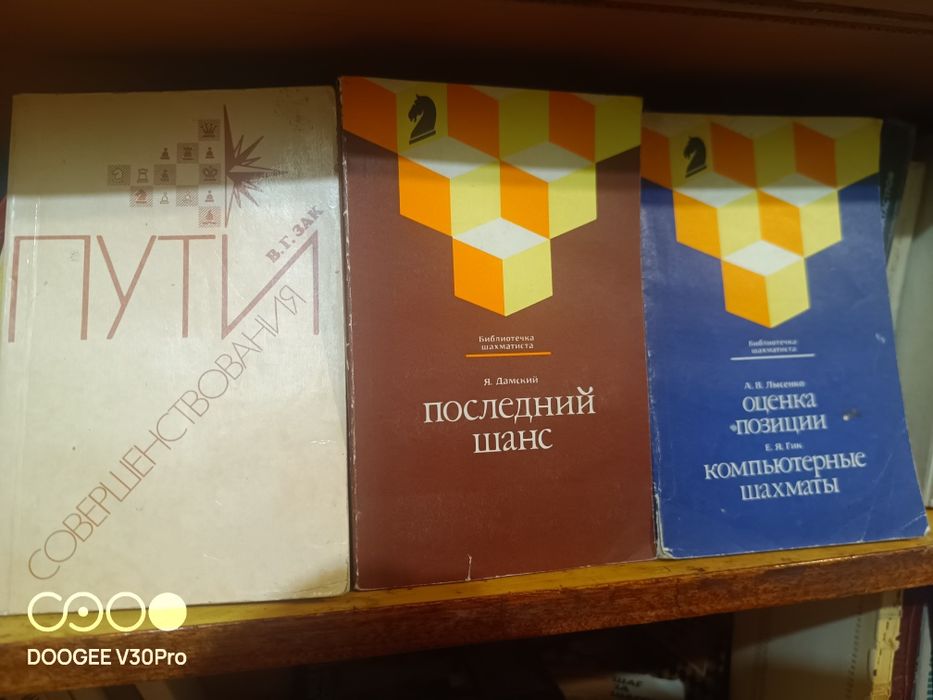 В. Г. ЗАК
ПУТИ
СОВЕРШЕНСТВОВАНИЯ
Библиотечка
шахматиста
Я. Дамский
ПОСЛЕДНИЙ
ШАНС
Библиотечка
шахматиста
А. В. Лысенко
ОЦЕНКА
ПОЗИЦИИ
Е. Я. Гик
КОМПЬЮТЕРНЫЕ
ШАХМАТЫ
DOOGEE V30Pro